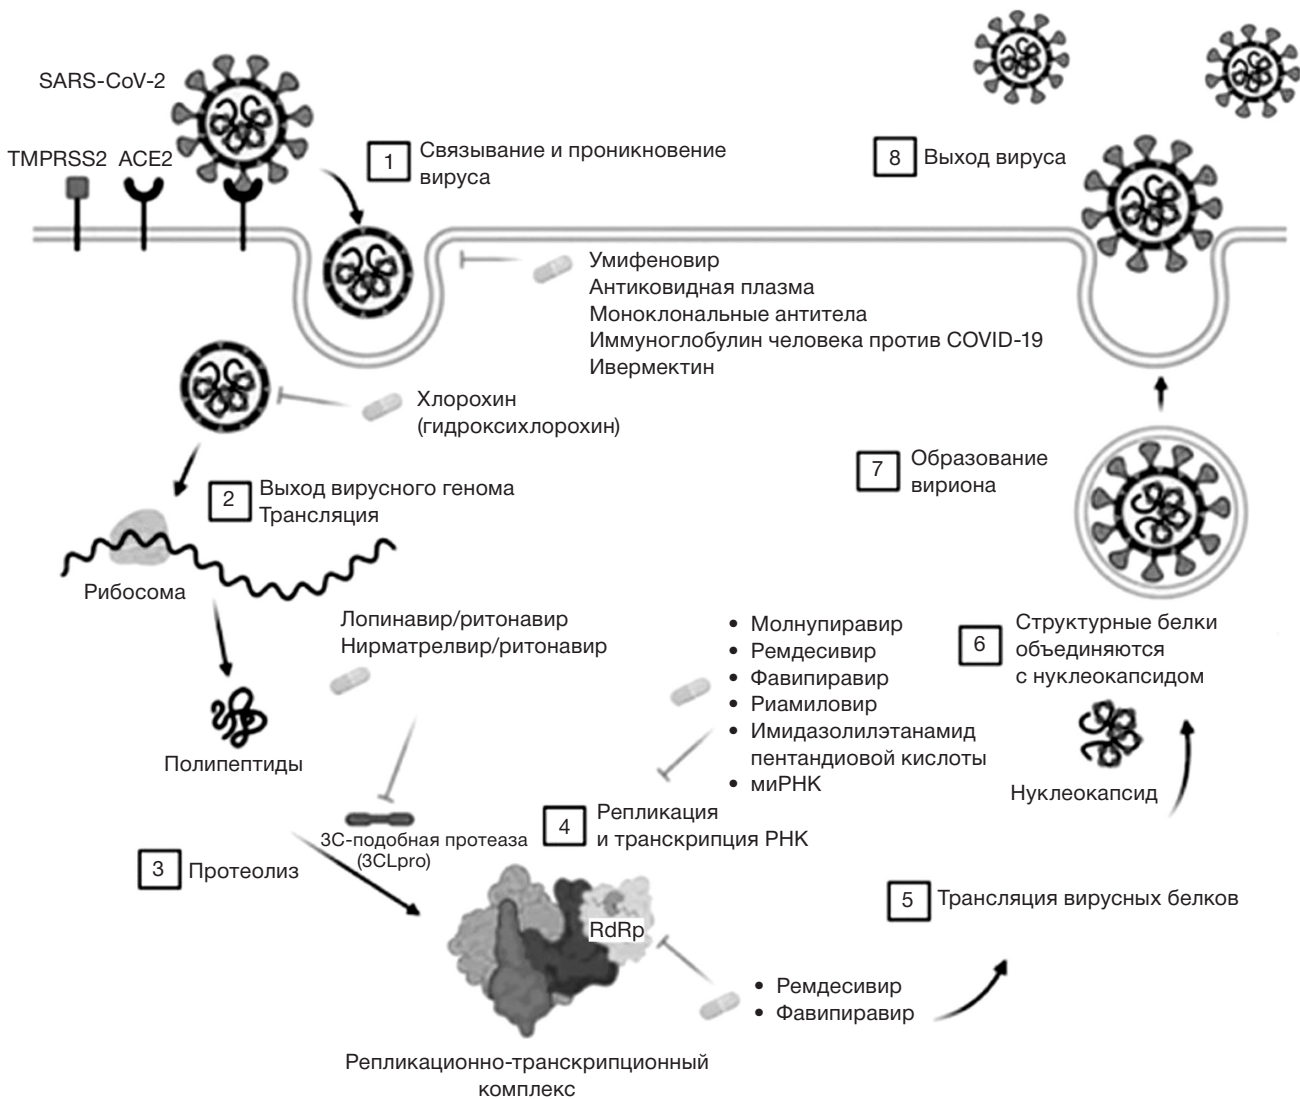 SARS-CoV-2
TMPRSS2
ACE2
1
Связывание и проникновение
вируса
8
Выход вируса
Умифеновир
Антиковидная плазма
Моноклональные антитела
Иммуноглобулин человека против COVID-19
Ивермектин
Хлорохин
(гидроксихлорохин)
7
Образование
вириона
2
Выход вирусного генома
Трансляция
Рибосома
Лопинавир/ритонавир
Нирматрелвир/ритонавир
• Молнупиравир
• Ремдесивир
• Фавипиравир
• Риамиловир
• Имидазолилэтанамид
пентандиовой кислоты
• миРНК
6
Структурные белки
объединяются
с нуклеокапсидом
Полипептиды
Нуклеокапсид
3C-подобная протеаза
(3CLpro)
4
Репликация
и транскрипция РНК
3
Протеолиз
5
Трансляция вирусных белков
RdRp
• Ремдесивир
• Фавипиравир
Репликационно-транскрипционный
комплекс